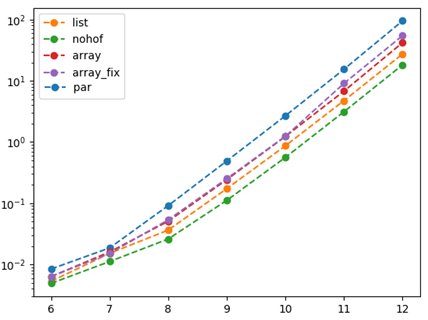 list
nohof
array
array_fix
par
10²
10¹
10⁰
10⁻¹
10⁻²
6 7 8 9 10 11 12